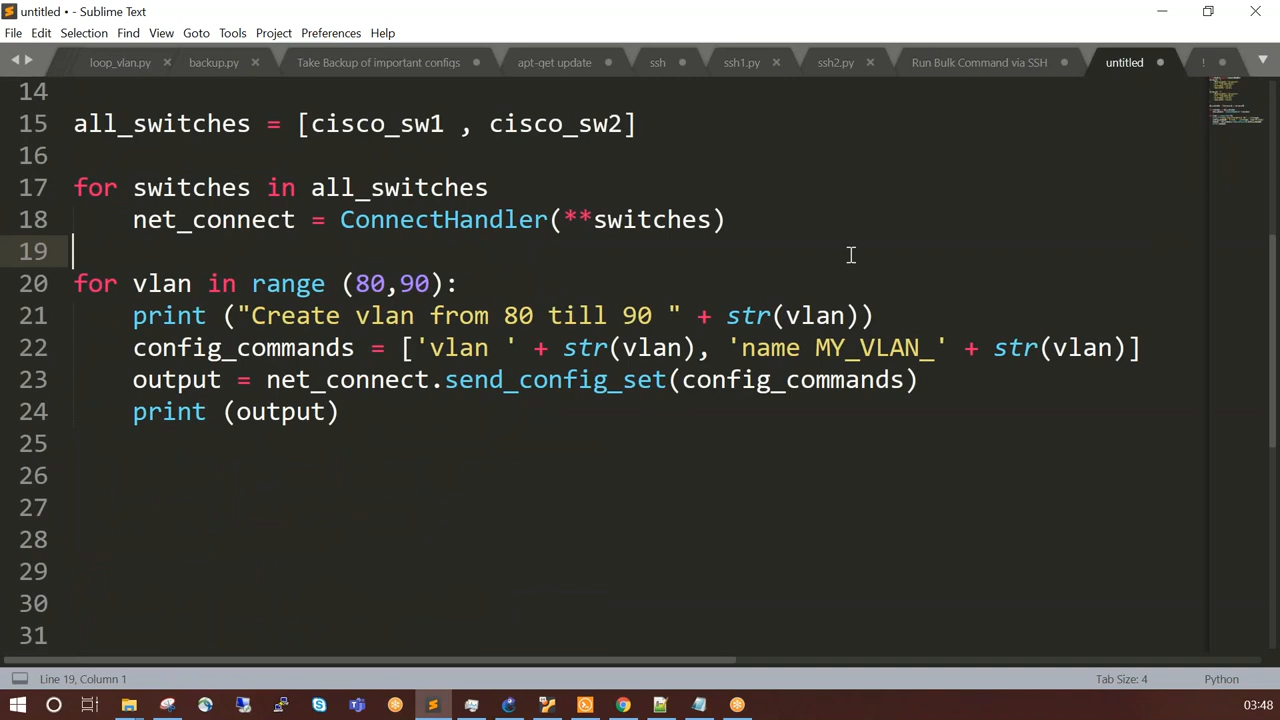 untitled • - Sublime Text
File Edit Selection Find View Goto Tools Project Preferences Help
loop_vlan.py backup.py Take Backup of important configs apt-get update ssh ssh1.py ssh2.py Run Bulk Command via SSH untitled !
14
15 all_switches = [cisco_sw1 , cisco_sw2]
16
17 for switches in all_switches
18 net_connect = ConnectHandler(**switches)
19
20 for vlan in range (80,90):
21 print ("Create vlan from 80 till 90 " + str(vlan))
22 config_commands = ['vlan ' + str(vlan), 'name MY_VLAN_' + str(vlan)]
23 output = net_connect.send_config_set(config_commands)
24 print (output)
25
26
27
28
29
30
31
Line 19, Column 1 Tab Size: 4 Python
03:48